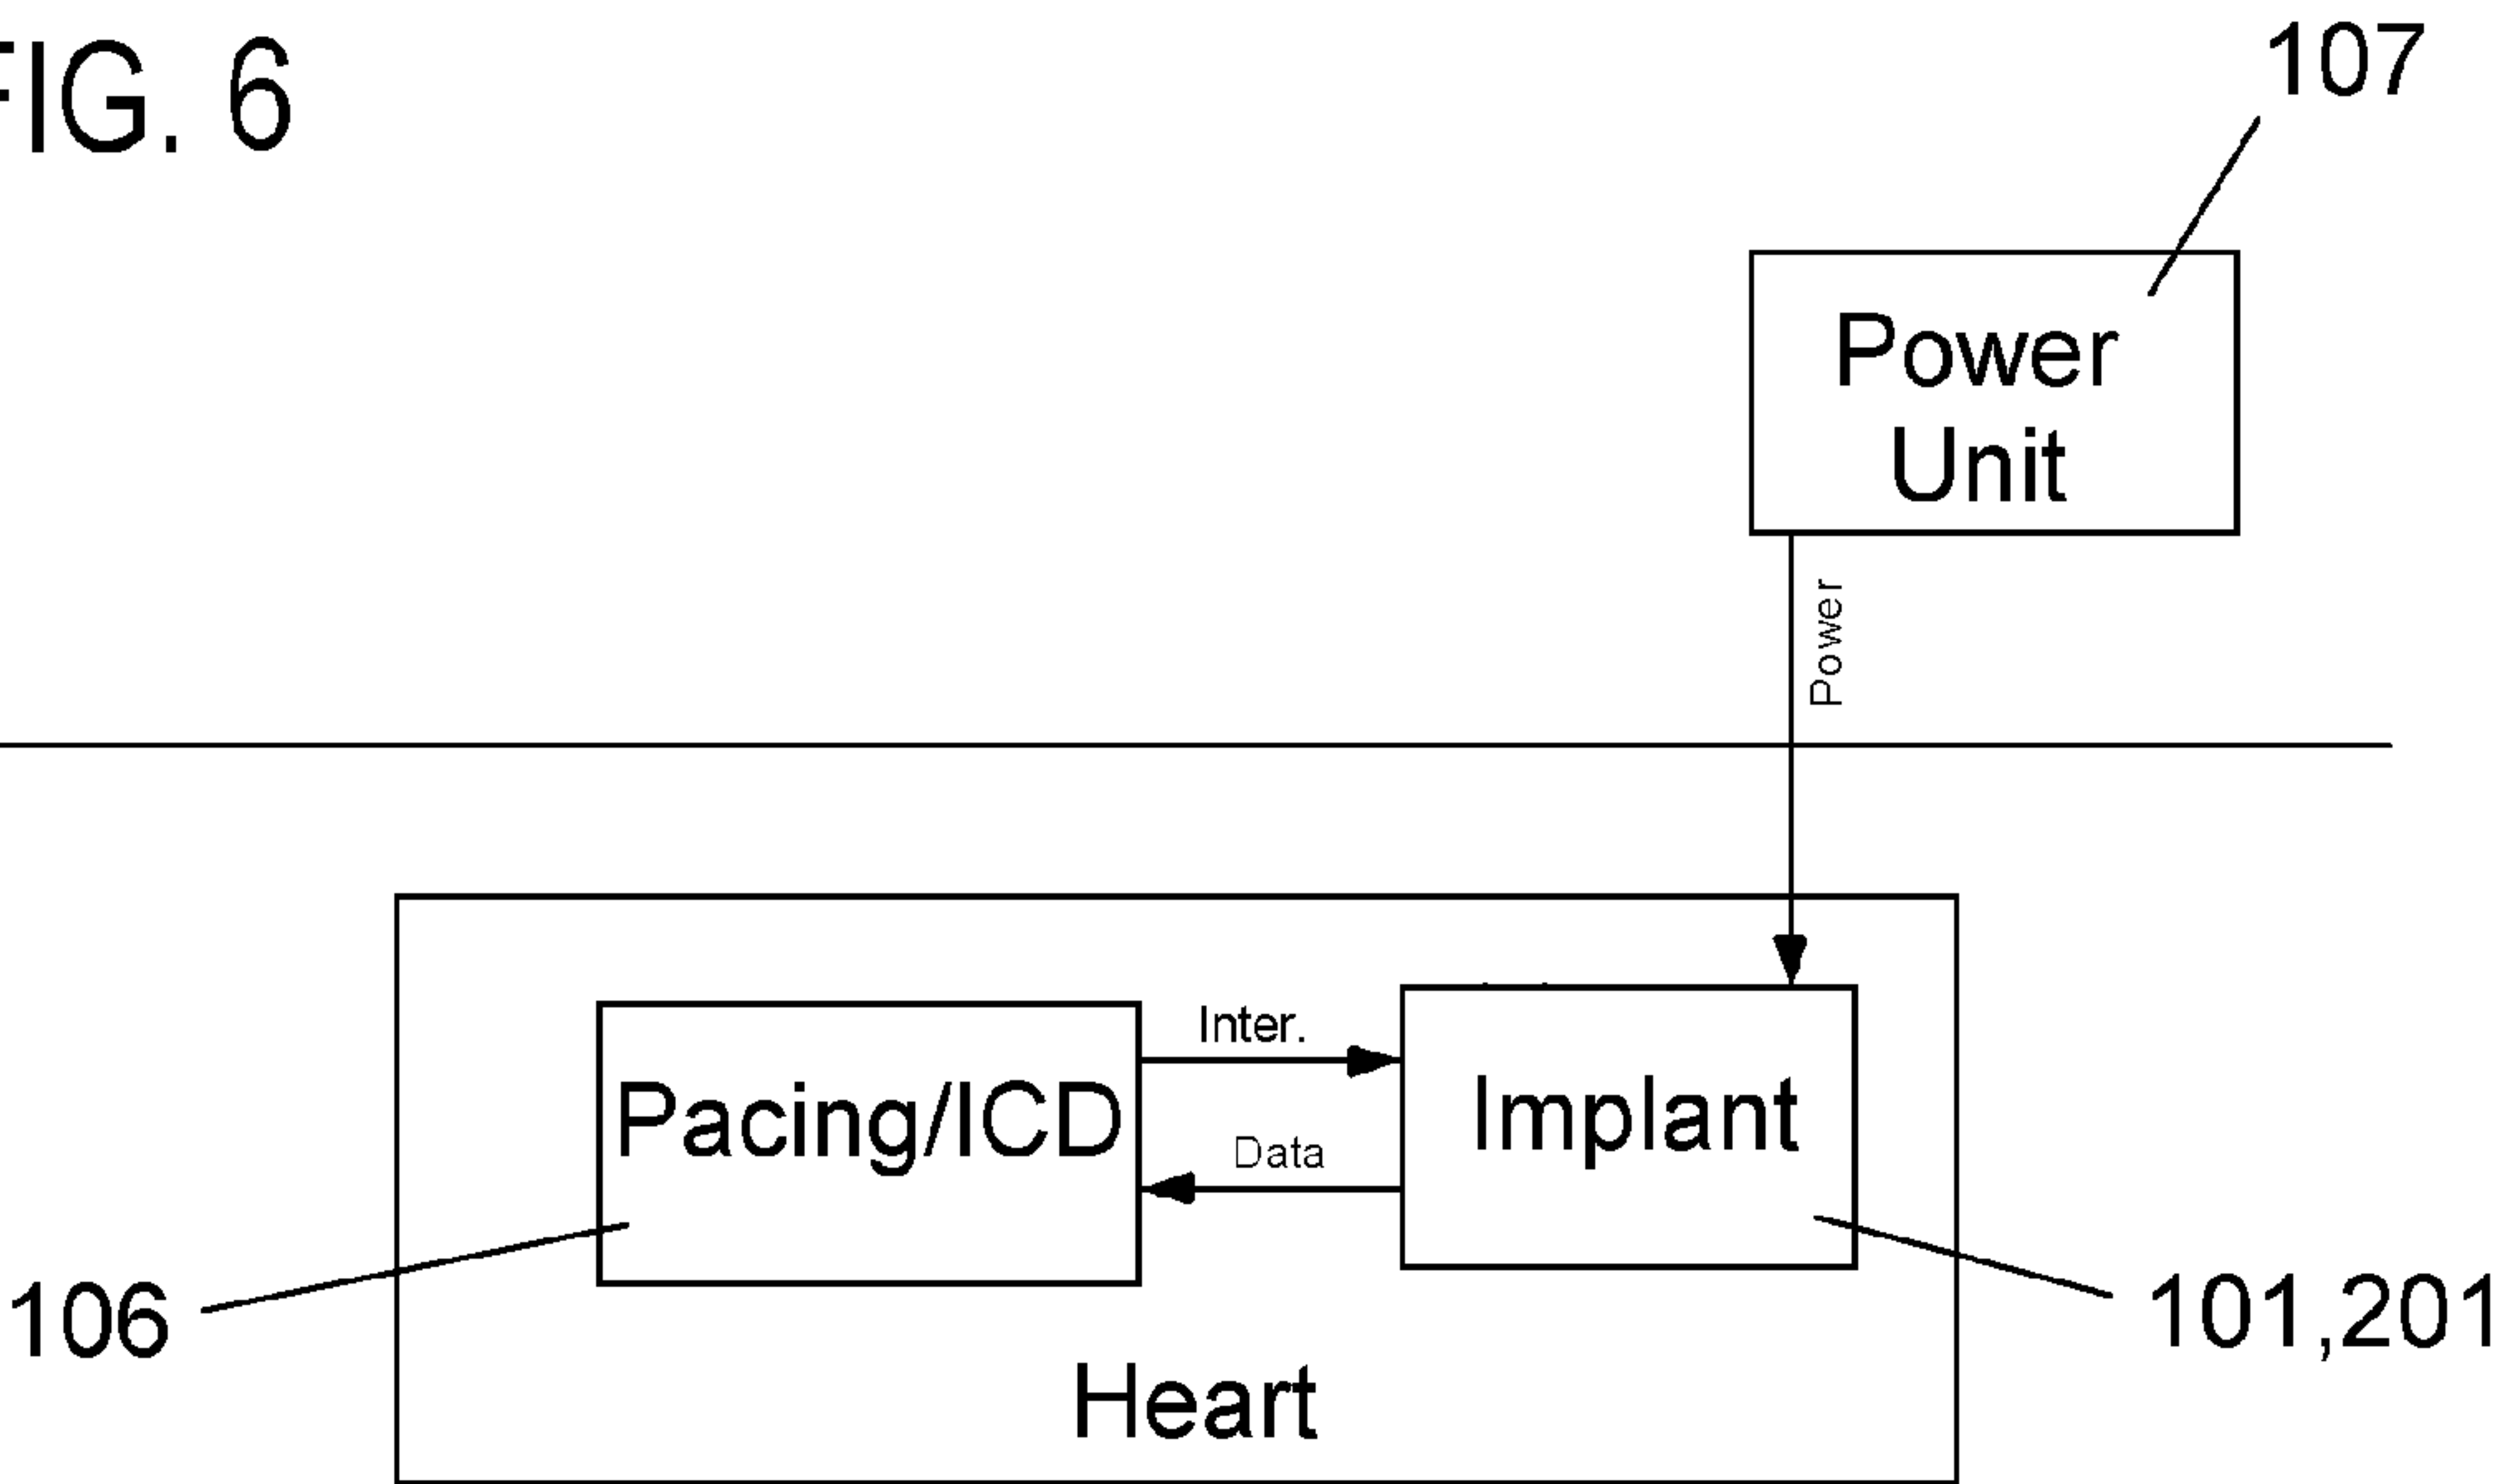 FIG. 6
107
Power
Unit
Power
Inter.
Pacing/ICD
Implant
Data
106
101,201
Heart